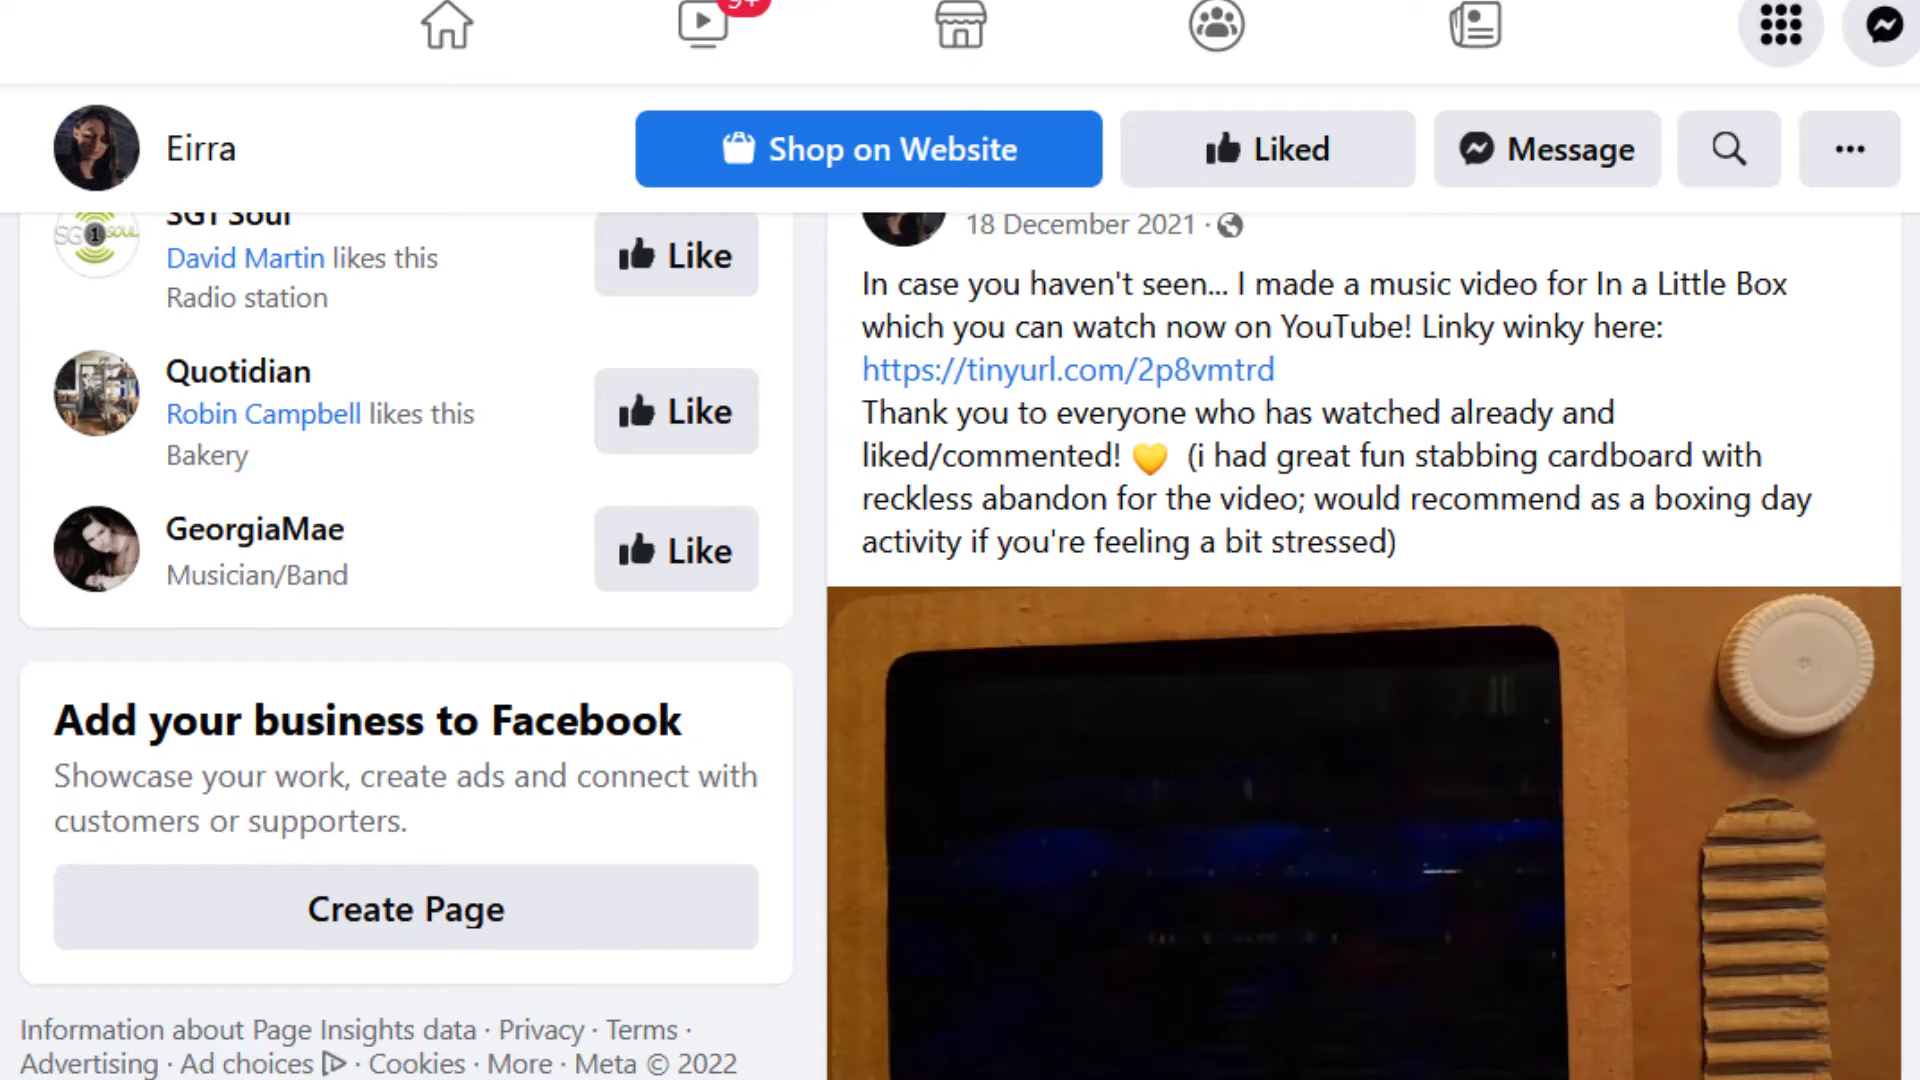 9+
Eirra
Shop on Website
Liked
Message
SG1 Soul
David Martin likes this
Radio station
Like
Quotidian
Robin Campbell likes this
Bakery
Like
GeorgiaMae
Musician/Band
Like
Add your business to Facebook
Showcase your work, create ads and connect with
customers or supporters.
Create Page
Information about Page Insights data · Privacy · Terms ·
Advertising · Ad choices · Cookies · More · Meta © 2022
18 December 2021 ·
In case you haven't seen... I made a music video for In a Little Box
which you can watch now on YouTube! Linky winky here:
https://tinyurl.com/2p8vmtrd
Thank you to everyone who has watched already and
liked/commented! 💛 (i had great fun stabbing cardboard with
reckless abandon for the video; would recommend as a boxing day
activity if you're feeling a bit stressed)